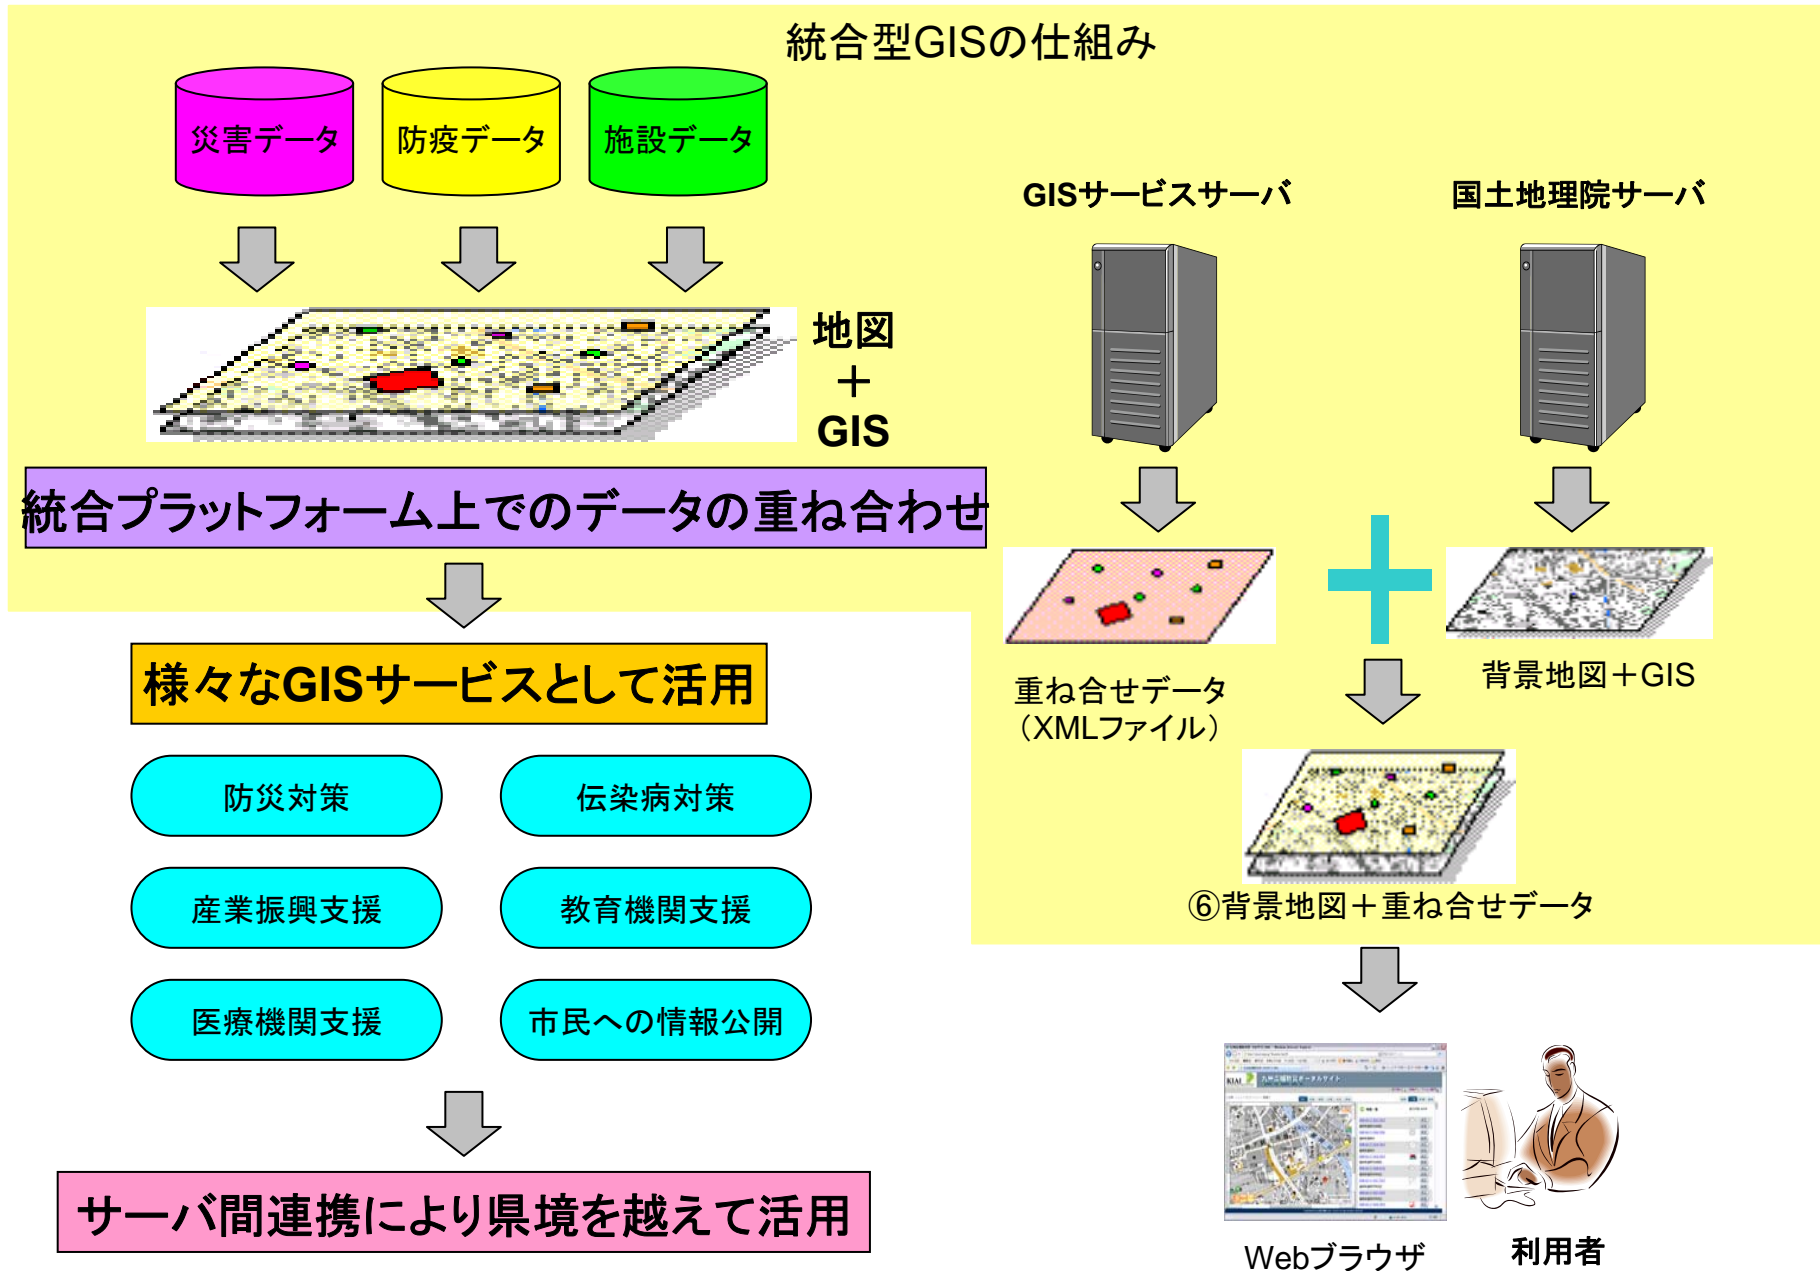 統合型GISの仕組み
災害データ
防疫データ
施設データ
地図
＋
GIS
統合プラットフォーム上でのデータの重ね合わせ
様々なGISサービスとして活用
防災対策
伝染病対策
産業振興支援
教育機関支援
医療機関支援
市民への情報公開
サーバ間連携により県境を越えて活用
GISサービスサーバ
国土地理院サーバ
重ね合せデータ
（XMLファイル）
背景地図＋GIS
⑥背景地図＋重ね合せデータ
KIAI
Webブラウザ
利用者